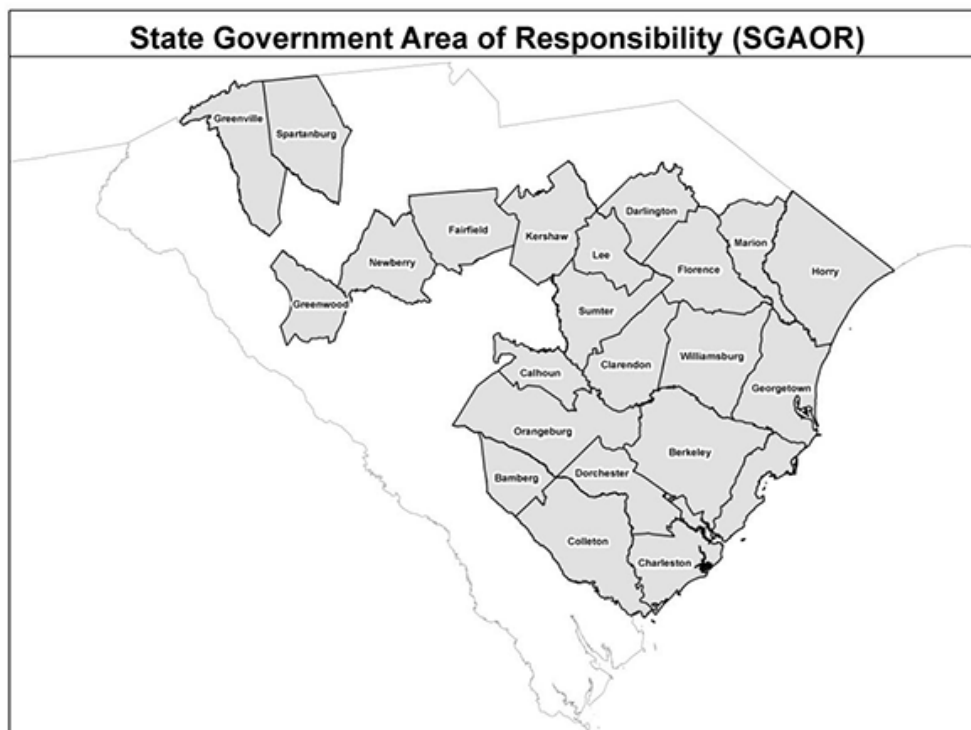 State Government Area of Responsibility (SGAOR)
Greenville
Spartanburg
Darlington
Fairfield
Kershaw
Marion
Lee
Newberry
Florence
Horry
Greenwood
Sumter
Williamsburg
Clarendon
Calhoun
Georgetown
Orangeburg
Berkeley
Dorchester
Bamberg
Colleton
Charleston